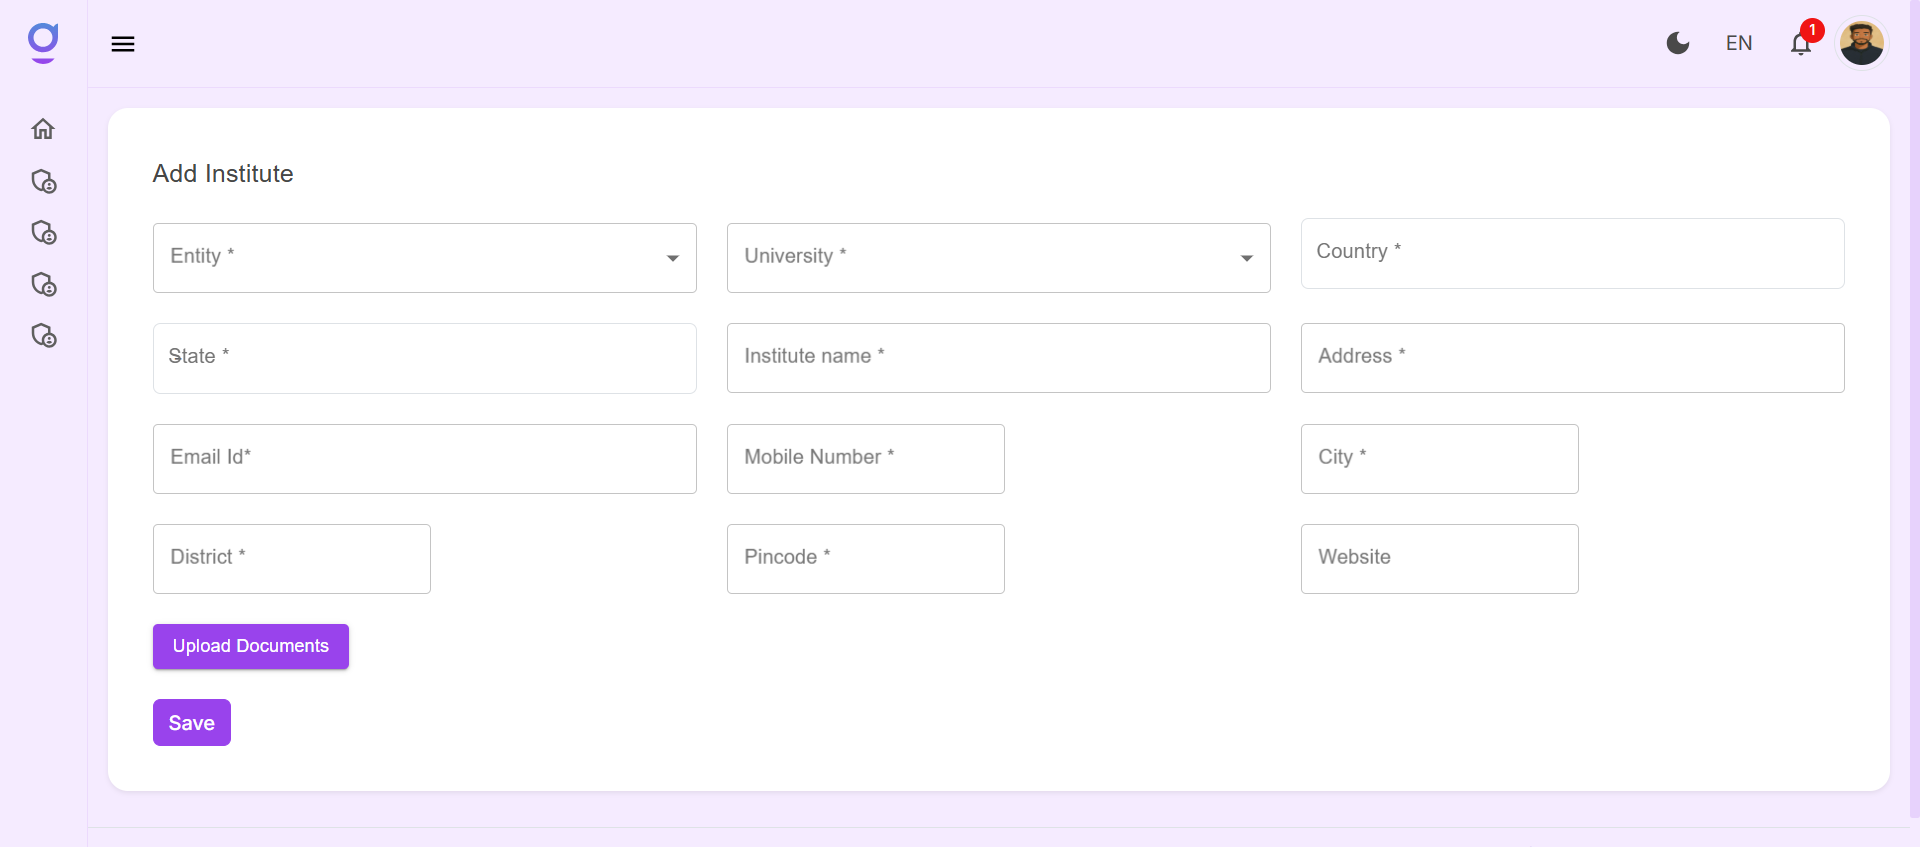 EN
1
Add Institute
Entity *
University *
Country *
State *
Institute name *
Address *
Email Id*
Mobile Number *
City *
District *
Pincode *
Website
Upload Documents
Save